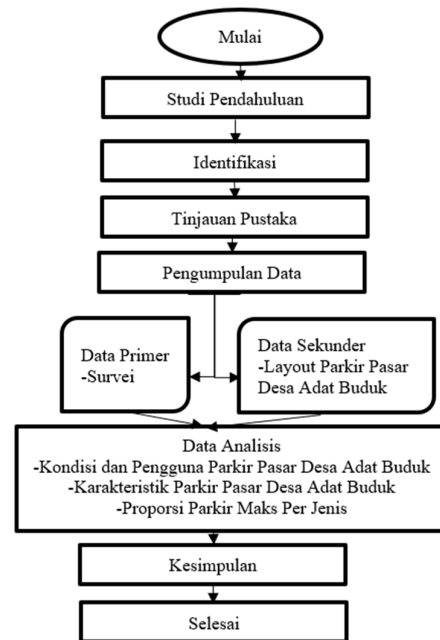 Mulai
Studi Pendahuluan
Identifikasi
Tinjauan Pustaka
Pengumpulan Data
Data Primer
-Survei
Data Sekunder
-Layout Parkir Pasar
Desa Adat Buduk
Data Analisis
-Kondisi dan Pengguna Parkir Pasar Desa Adat Buduk
-Karakteristik Parkir Pasar Desa Adat Buduk
-Proporsi Parkir Maks Per Jenis
Kesimpulan
Selesai